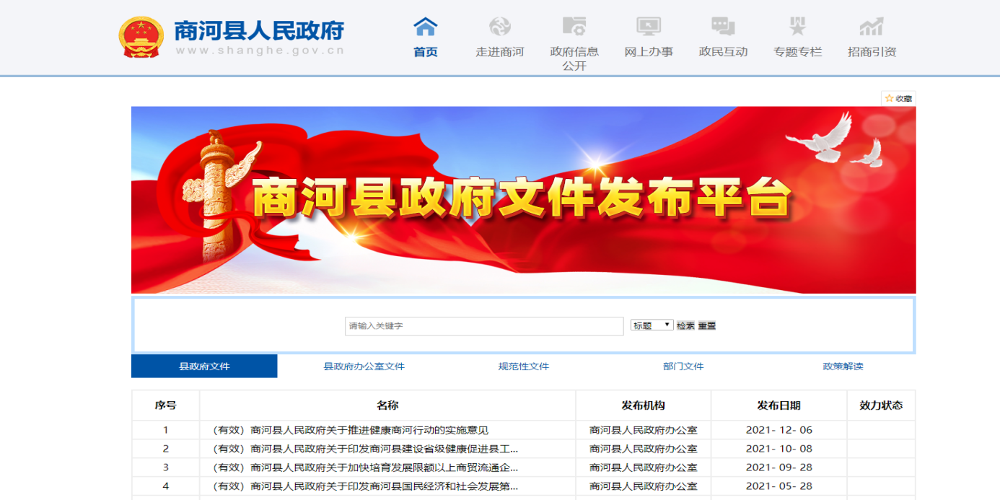 商河县人民政府
www.shanghe.gov.cn
首页 走进商河 政府信息公开 网上办事 政民互动 专题专栏 招商引资
收藏
商河县政府文件发布平台
请输入关键字 标题 检索 重置
县政府文件 县政府办公室文件 规范性文件 部门文件 政策解读
序号 名称 发布机构 发布日期 效力状态
1 （有效）商河县人民政府关于推进健康商河行动的实施意见 商河县人民政府办公室 2021- 12- 06
2 （有效）商河县人民政府关于印发商河县建设省级健康促进县工... 商河县人民政府办公室 2021- 10- 08
3 （有效）商河县人民政府关于加快培育发展限额以上商贸流通企... 商河县人民政府办公室 2021- 09- 28
4 （有效）商河县人民政府关于印发商河县国民经济和社会发展第... 商河县人民政府办公室 2021- 05- 28